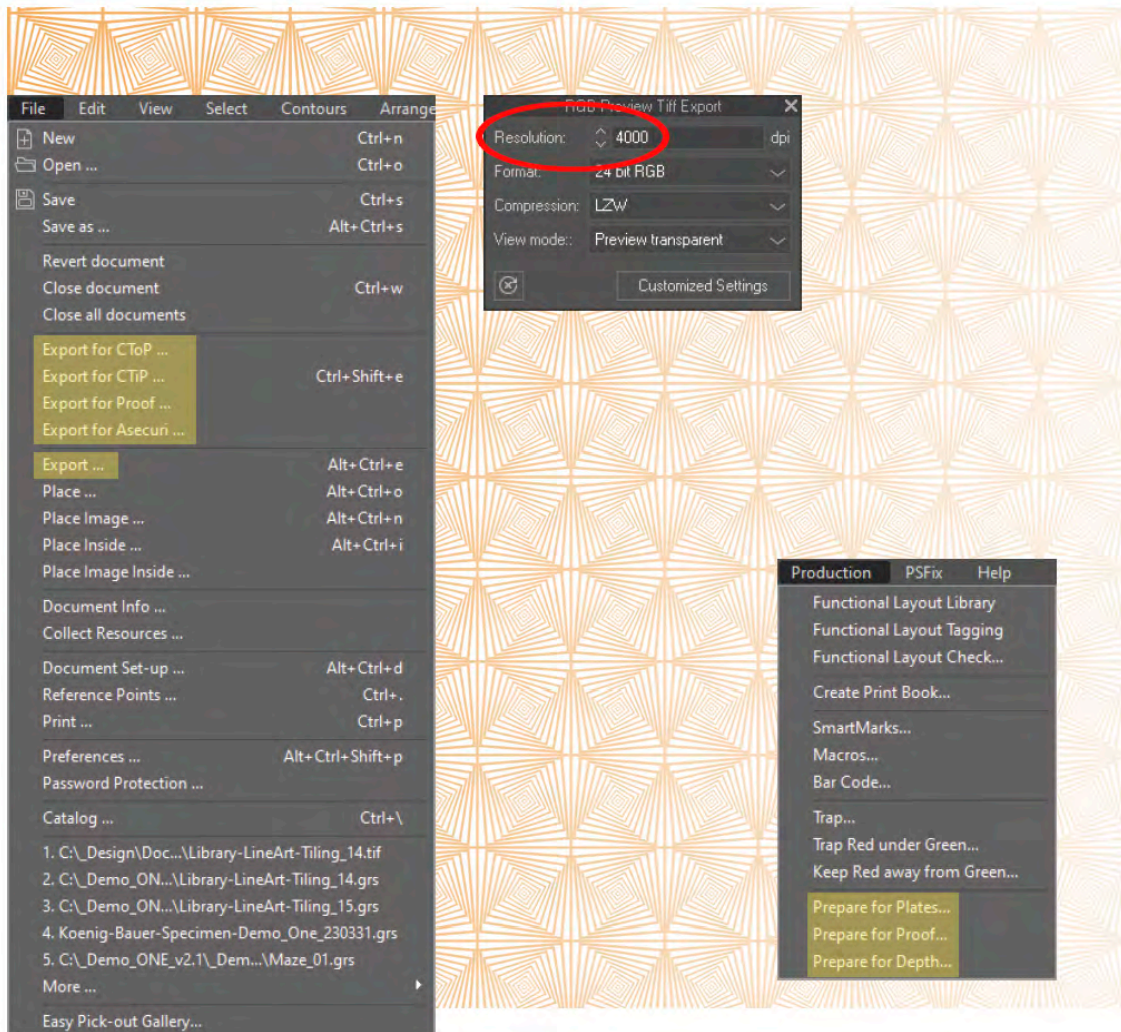 File Edit View Select Contours Arrange
New Ctrl+n
Open ... Ctrl+o
Save Ctrl+s
Save as ... Alt+Ctrl+s
Revert document
Close document Ctrl+w
Close all documents
Export for CToP ...
Export for CTiP ... Ctrl+Shift+e
Export for Proof ...
Export for Asecuri ...
Export ... Alt+Ctrl+e
Place ... Alt+Ctrl+o
Place Image ... Alt+Ctrl+n
Place Inside ... Alt+Ctrl+i
Place Image Inside ...
Document Info ...
Collect Resources ...
Document Set-up ... Alt+Ctrl+d
Reference Points ... Ctrl+.
Print ... Ctrl+p
Preferences ... Alt+Ctrl+Shift+p
Password Protection ...
Catalog ... Ctrl+\
1. C:\_Design\Doc...\Library-LineArt-Tiling_14.tif
2. C:\_Demo_ON...\Library-LineArt-Tiling_14.grs
3. C:\_Demo_ON...\Library-LineArt-Tiling_15.grs
4. Koenig-Bauer-Specimen-Demo_One_230331.grs
5. C:\_Demo_ONE_v2.1\_Dem...\Maze_01.grs
More ...
Easy Pick-out Gallery...
RGB Preview Tiff Export
Resolution: 4000 dpi
Format: 24 bit RGB
Compression: LZW
View mode:: Preview transparent
Customized Settings
Production PSFix Help
Functional Layout Library
Functional Layout Tagging
Functional Layout Check...
Create Print Book...
SmartMarks...
Macros...
Bar Code...
Trap...
Trap Red under Green...
Keep Red away from Green...
Prepare for Plates...
Prepare for Proof...
Prepare for Depth...